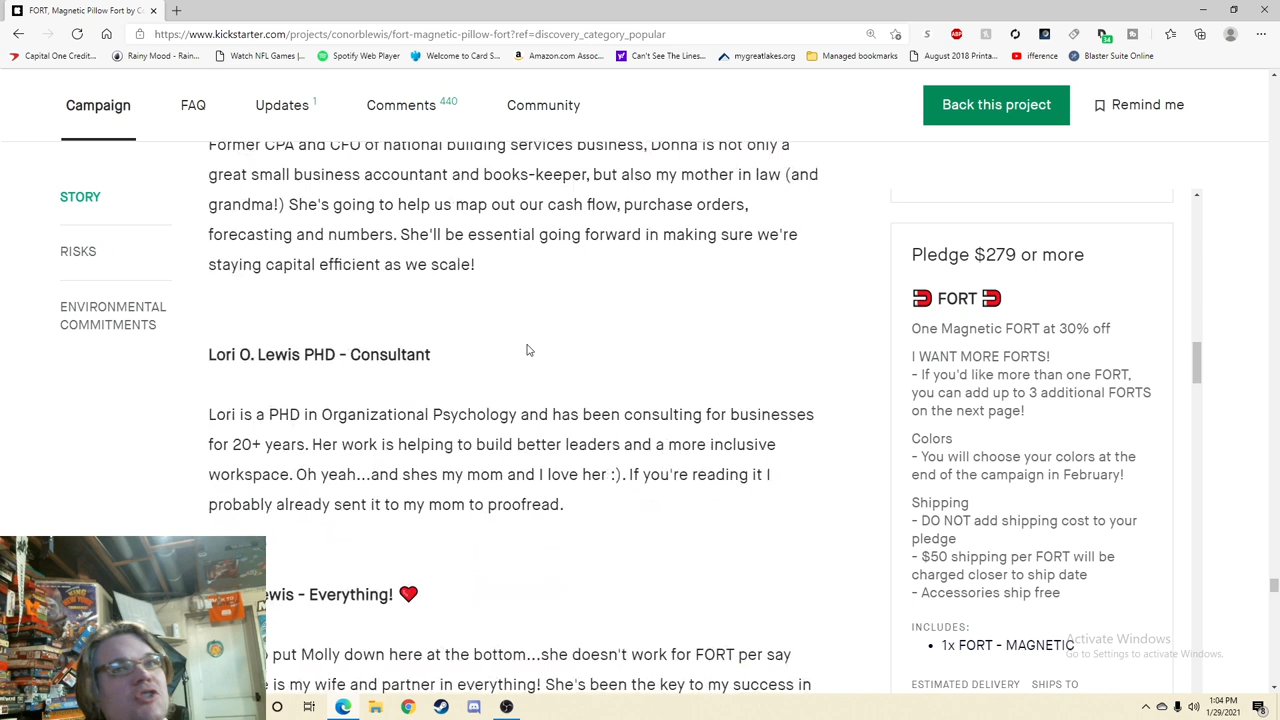 FORT, Magnetic Pillow Fort by C
https://www.kickstarter.com/projects/conorblewis/fort-magnetic-pillow-fort?ref=discovery_category_popular
Capital One Credit... Rainy Mood - Rain... Watch NFL Games |... Spotify Web Player Welcome to Card S... Amazon.com Assoc... Can't See The Lines... mygreatlakes.org Managed bookmarks August 2018 Printa... ifference Blaster Suite Online
Campaign FAQ Updates 1 Comments 440 Community Back this project Remind me
STORY
RISKS
ENVIRONMENTAL
COMMITMENTS
Former CPA and CFO of national building services business, Donna is not only a
great small business accountant and books-keeper, but also my mother in law (and
grandma!) She's going to help us map out our cash flow, purchase orders,
forecasting and numbers. She'll be essential going forward in making sure we're
staying capital efficient as we scale!
Lori O. Lewis PHD - Consultant
Lori is a PHD in Organizational Psychology and has been consulting for businesses
for 20+ years. Her work is helping to build better leaders and a more inclusive
workspace. Oh yeah...and shes my mom and I love her :). If you're reading it I
probably already sent it to my mom to proofread.
ewis - Everything!
put Molly down here at the bottom...she doesn't work for FORT per say
is my wife and partner in everything! She's been the key to my success in
Pledge $279 or more
FORT
One Magnetic FORT at 30% off
I WANT MORE FORTS!
- If you'd like more than one FORT,
you can add up to 3 additional FORTS
on the next page!
Colors
- You will choose your colors at the
end of the campaign in February!
Shipping
- DO NOT add shipping cost to your
pledge
- $50 shipping per FORT will be
charged closer to ship date
- Accessories ship free
INCLUDES:
• 1x FORT - MAGNETIC
ESTIMATED DELIVERY SHIPS TO
Activate Windows
Go to Settings to activate Windows.
1:04 PM
1/29/2021